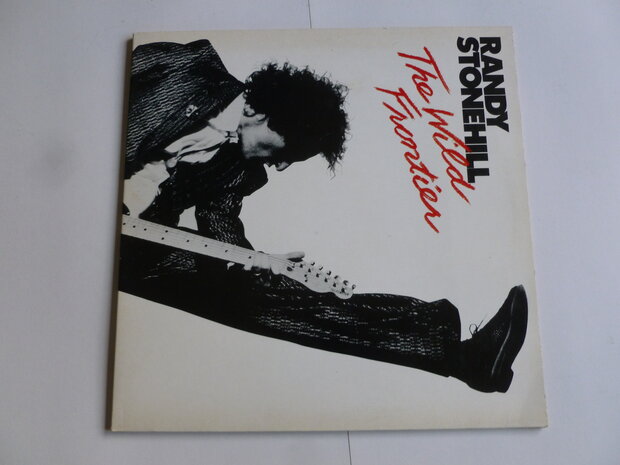 RANDY
STONEHILL
The Wild
Frontier